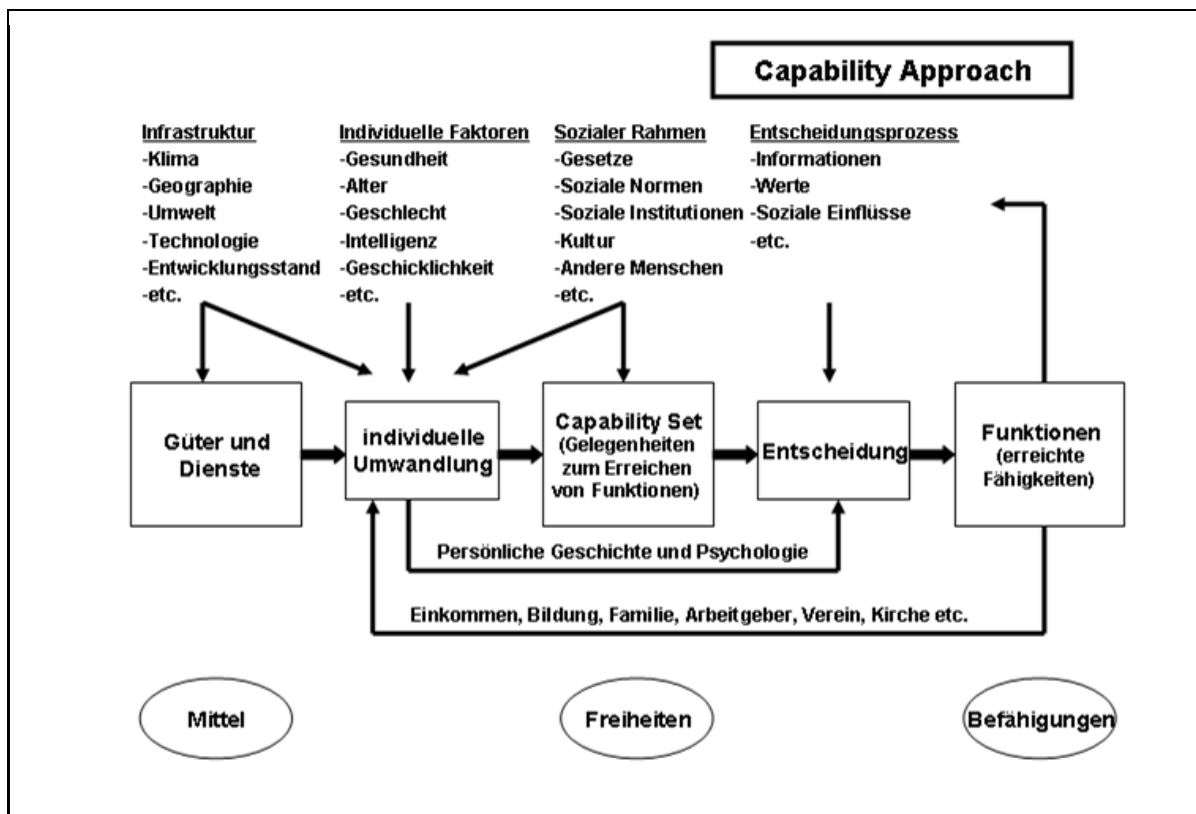 Capability Approach
Infrastruktur
-Klima
-Geographie
-Umwelt
-Technologie
-Entwicklungsstand
-etc.
Individuelle Faktoren
-Gesundheit
-Alter
-Geschlecht
-Intelligenz
-Geschicklichkeit
-etc.
Sozialer Rahmen
-Gesetze
-Soziale Normen
-Soziale Institutionen
-Kultur
-Andere Menschen
-etc.
Entscheidungsprozess
-Informationen
-Werte
-Soziale Einflüsse
-etc.
Güter und
Dienste
individuelle
Umwandlung
Capability Set
(Gelegenheiten
zum Erreichen
von Funktionen)
Entscheidung
Funktionen
(erreichte
Fähigkeiten)
Persönliche Geschichte und Psychologie
Einkommen, Bildung, Familie, Arbeitgeber, Verein, Kirche etc.
Mittel
Freiheiten
Befähigungen